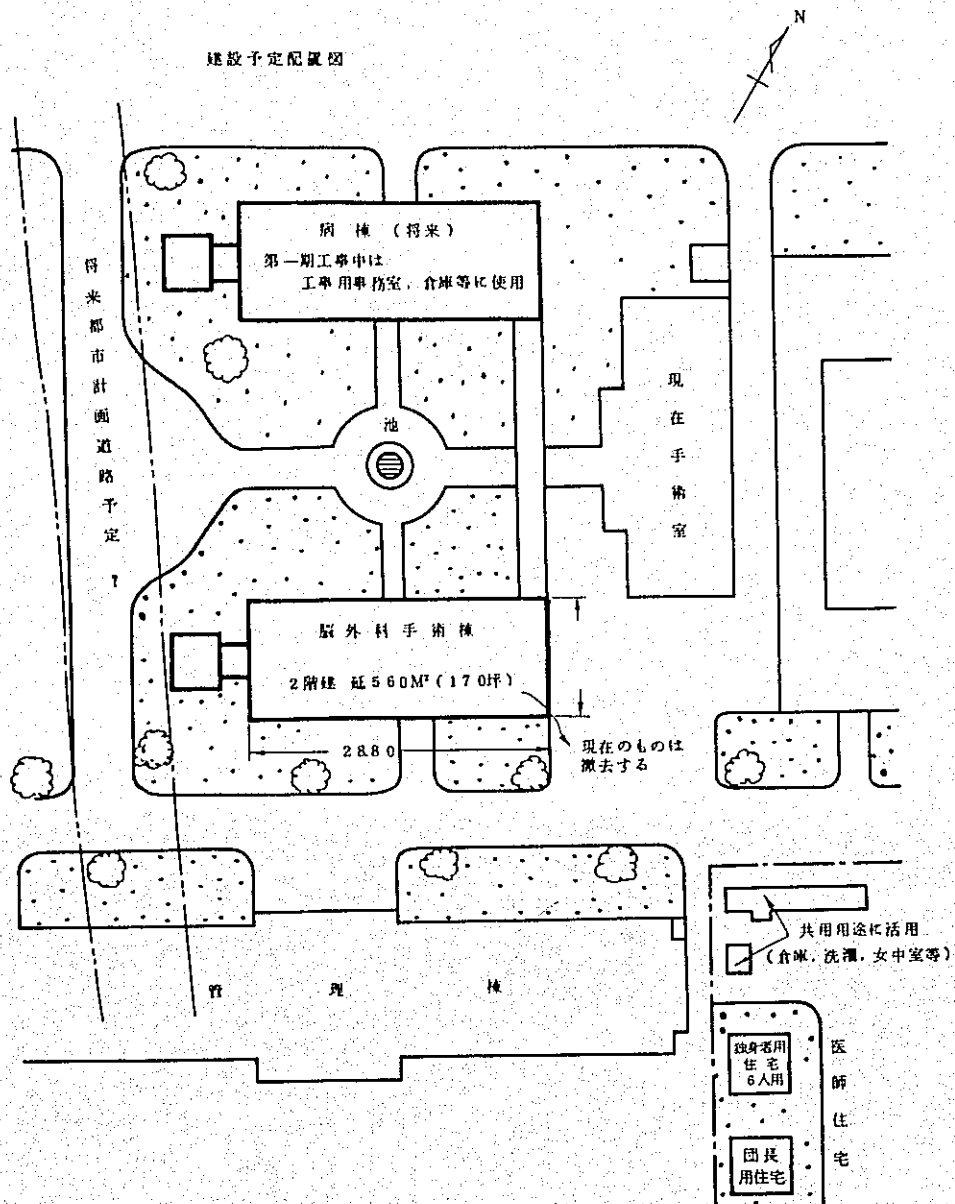 N
建設予定配置図
病棟(将来)
第一期工事中は
工事用事務室，倉庫等に使用
将来都市計画道路予定？
池
現在手術室
脳外科手術棟
2階建 延560M²(170坪)
28.80
現在のものは
撤去する
共用用途に活用
(倉庫，洗濯，女中室等)
管理棟
独身者用
住宅
6人用
医師住宅
団長
用住宅